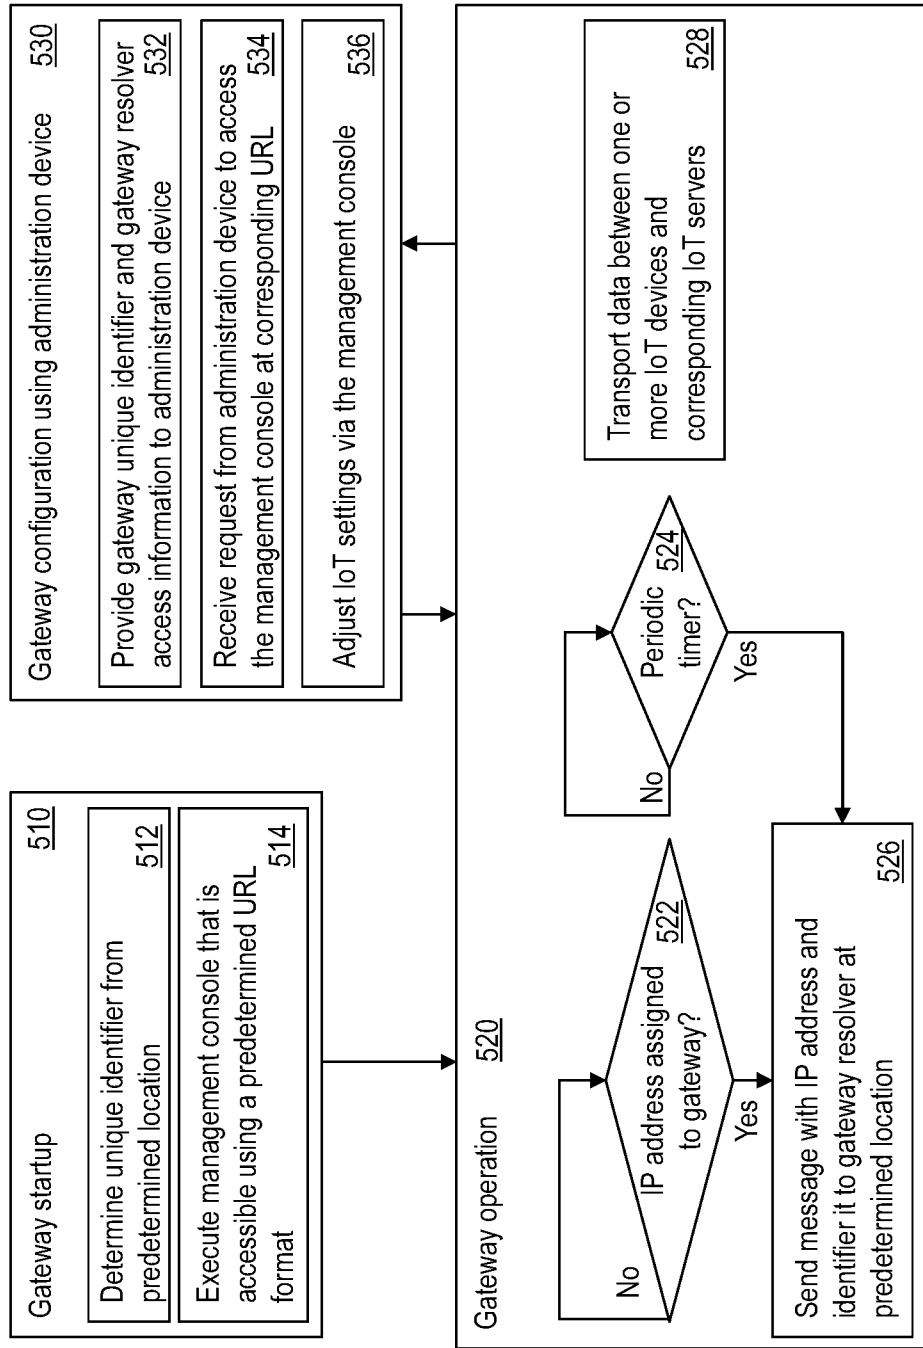 Gateway startup
510
Determine unique identifier from
predetermined location
512
Execute management console that is
accessible using a predetermined URL
format
514
Gateway configuration using administration device
530
Provide gateway unique identifier and gateway resolver
access information to administration device
532
Receive request from administration device to access
the management console at corresponding URL
534
Adjust IoT settings via the management console
536
Gateway operation
520
No
IP address assigned
to gateway?
522
Yes
No
Periodic
timer?
524
Yes
Send message with IP address and
identifier it to gateway resolver at
predetermined location
526
Transport data between one or
more IoT devices and
corresponding IoT servers
528